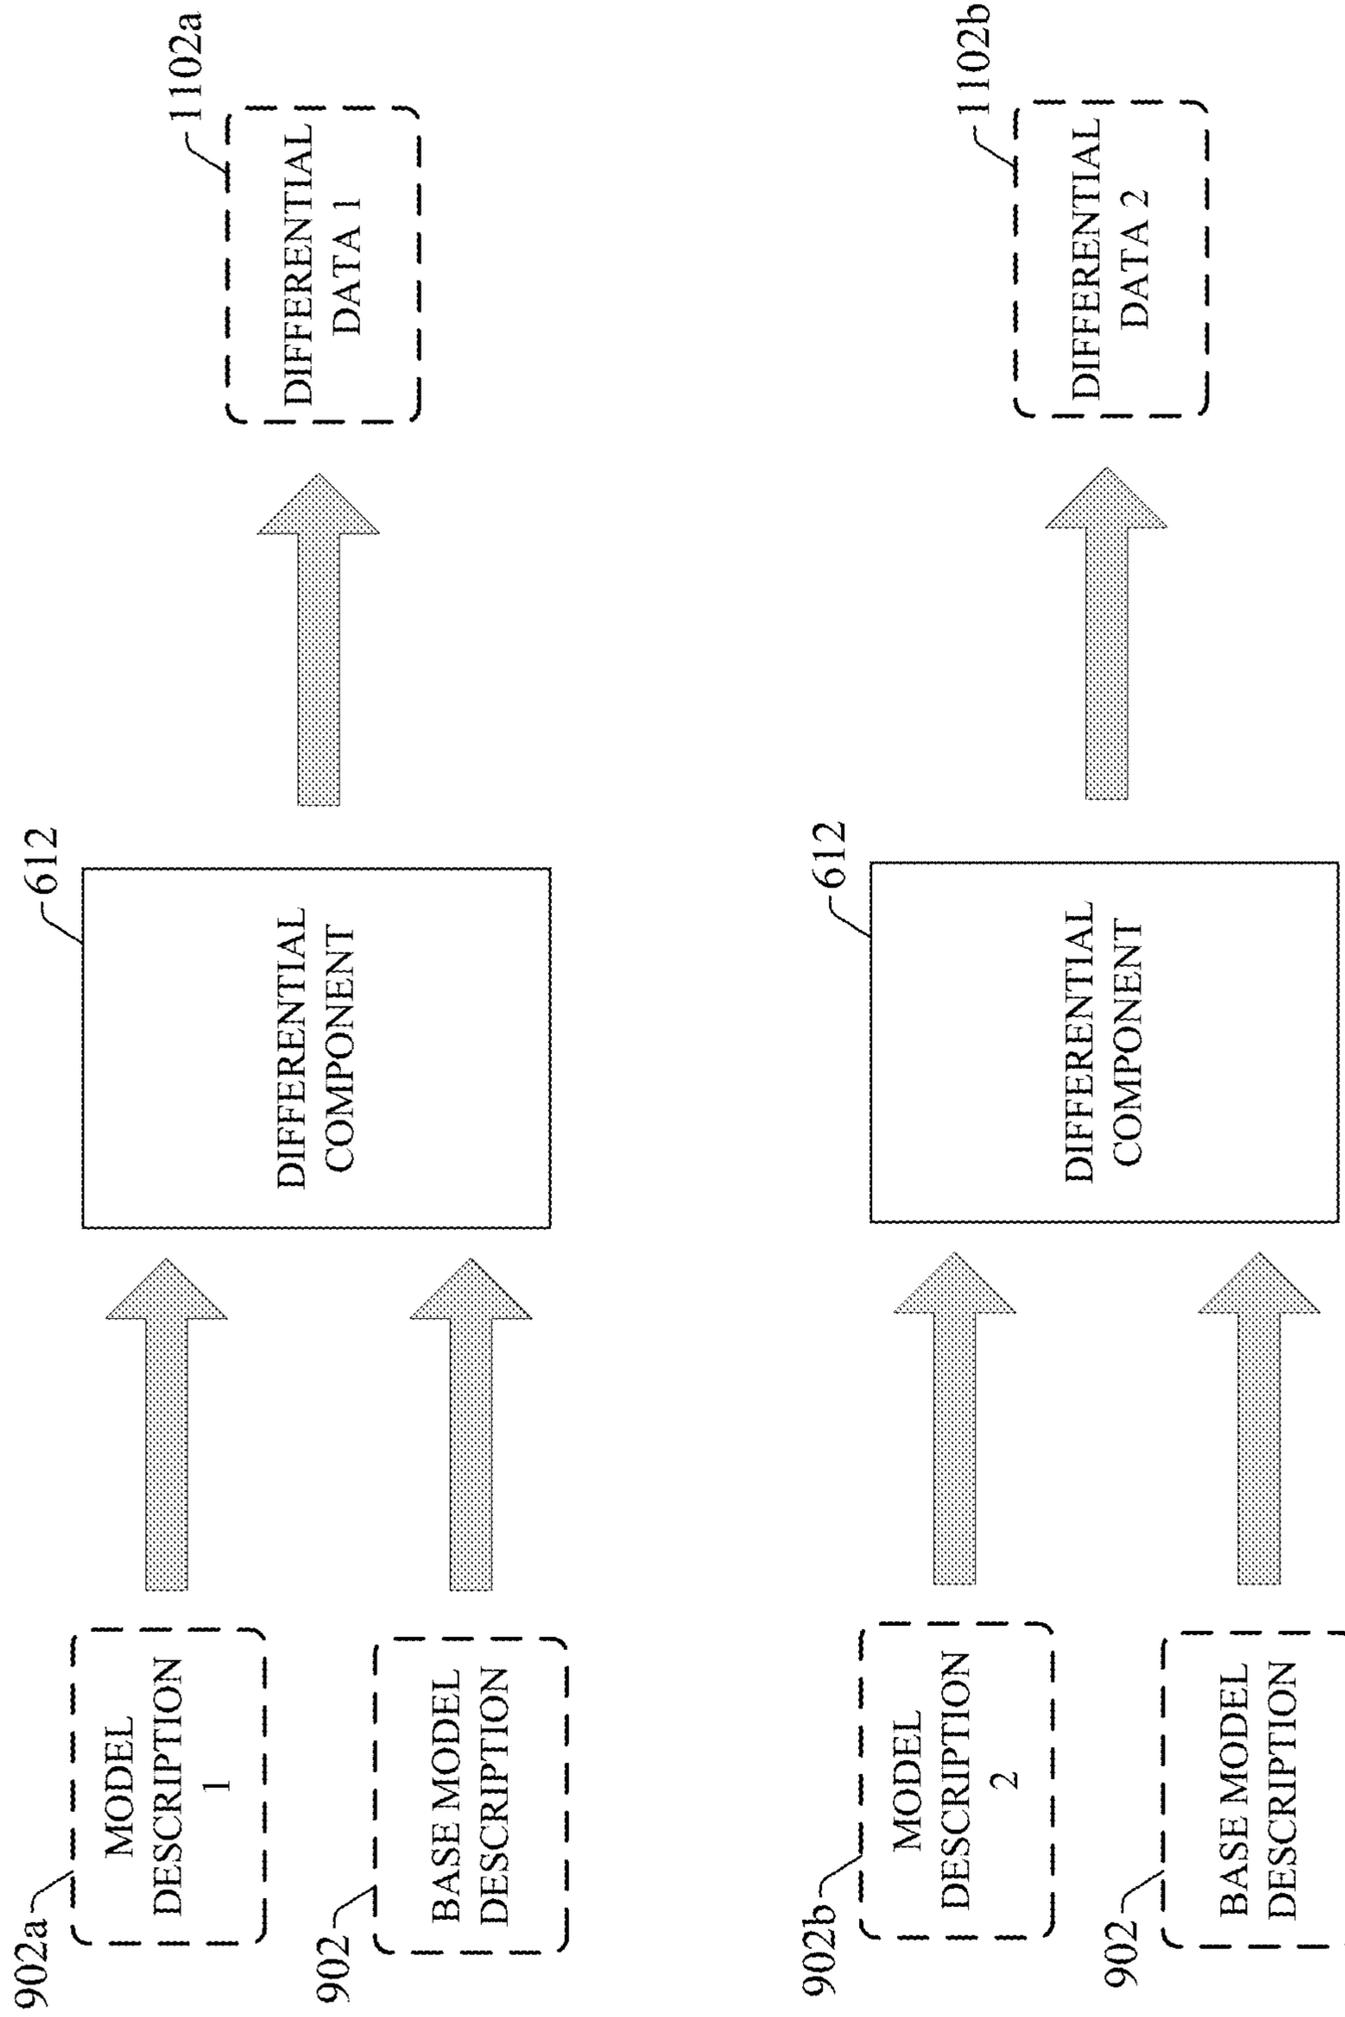 902a
MODEL
DESCRIPTION
1
902
BASE MODEL
DESCRIPTION
612
DIFFERENTIAL
COMPONENT
1102a
DIFFERENTIAL
DATA 1
902b
MODEL
DESCRIPTION
2
902
BASE MODEL
DESCRIPTION
612
DIFFERENTIAL
COMPONENT
1102b
DIFFERENTIAL
DATA 2